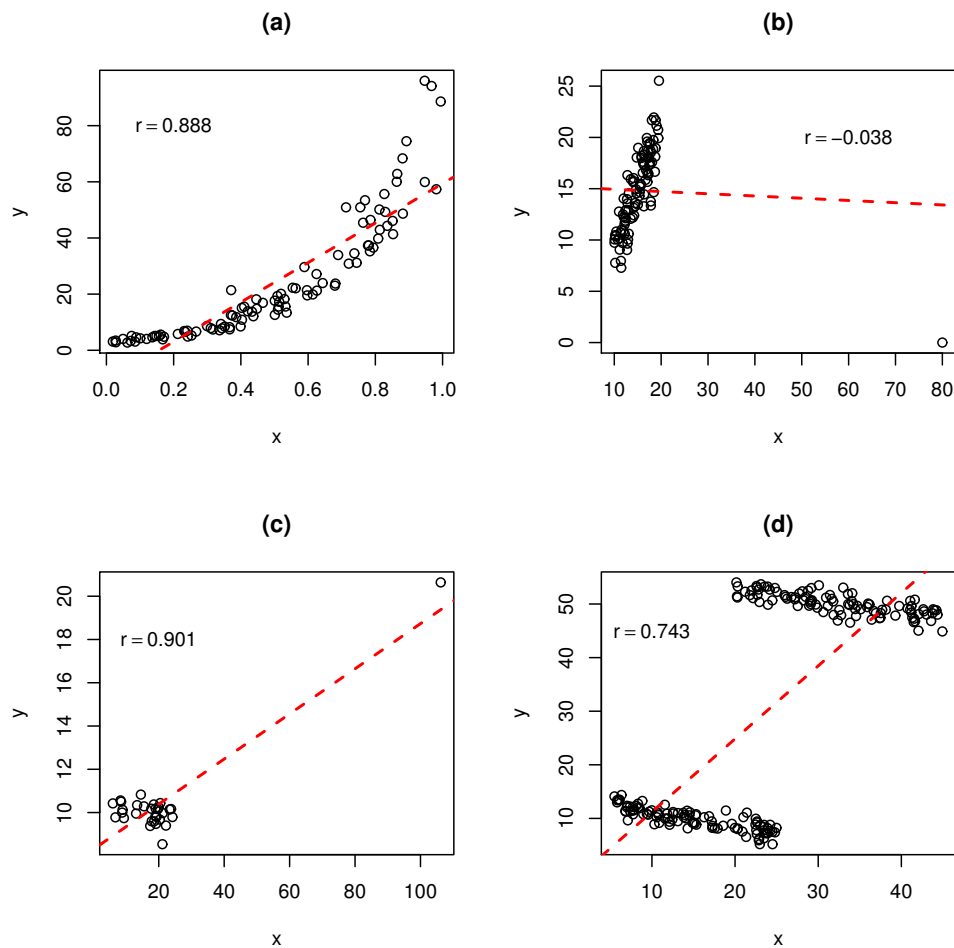 (a)
r = 0.888
y
0 20 40 60 80
0.0 0.2 0.4 0.6 0.8 1.0
x
(b)
r = −0.038
y
0 5 10 15 20 25
10 20 30 40 50 60 70 80
x
(c)
r = 0.901
y
10 12 14 16 18 20
20 40 60 80 100
x
(d)
r = 0.743
y
10 20 30 40 50
10 20 30 40
x